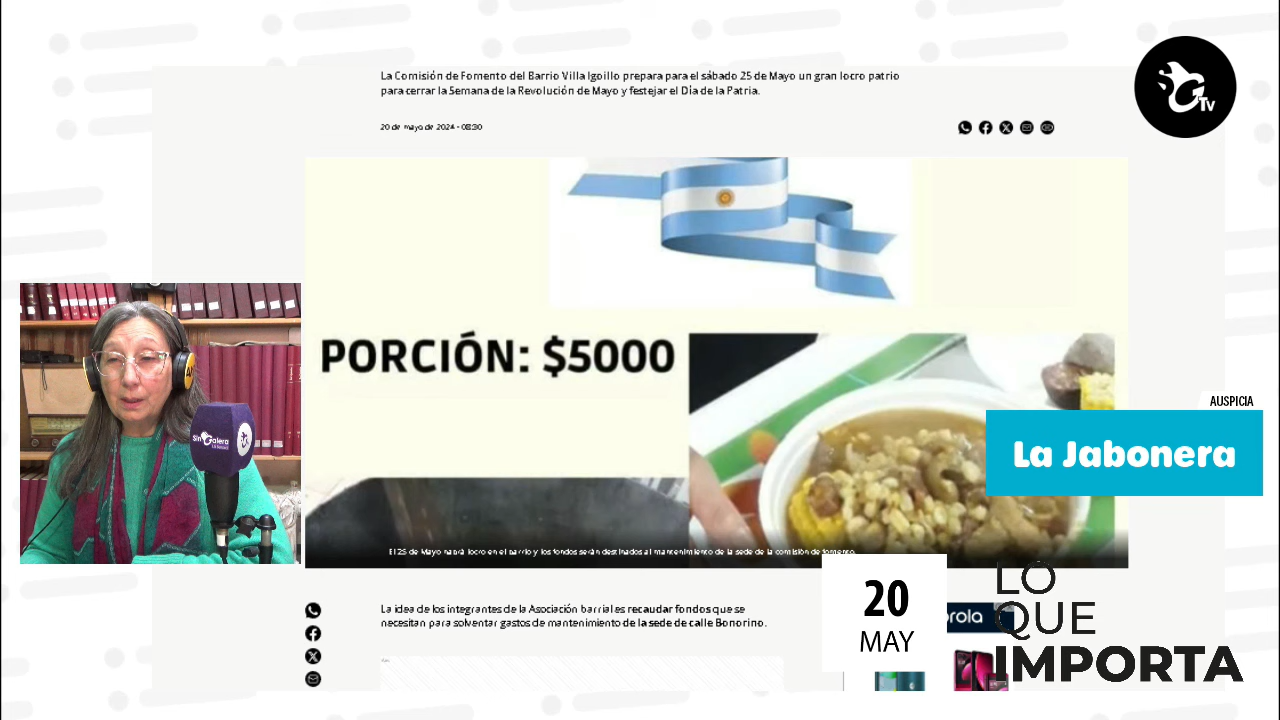 La Comisión de Fomento del Barrio Villa Igoillo prepara para el sábado 25 de Mayo un gran locro patrio
para cerrar la Semana de la Revolución de Mayo y festejar el Día de la Patria.
20 de mayo de 2024 - 08:30
G Tv
PORCIÓN: $5000
Sin Galera
AUSPICIA
La Jabonera
El 25 de Mayo habrá locro en el barrio y los fondos serán destinados al mantenimiento de la sede de la comisión de fomento.
La idea de los integrantes de la Asociación barrial es recaudar fondos que se
necesitan para solventar gastos de mantenimiento de la sede de calle Bonorino.
20
MAY
rola
LO
QUE
IMPORTA